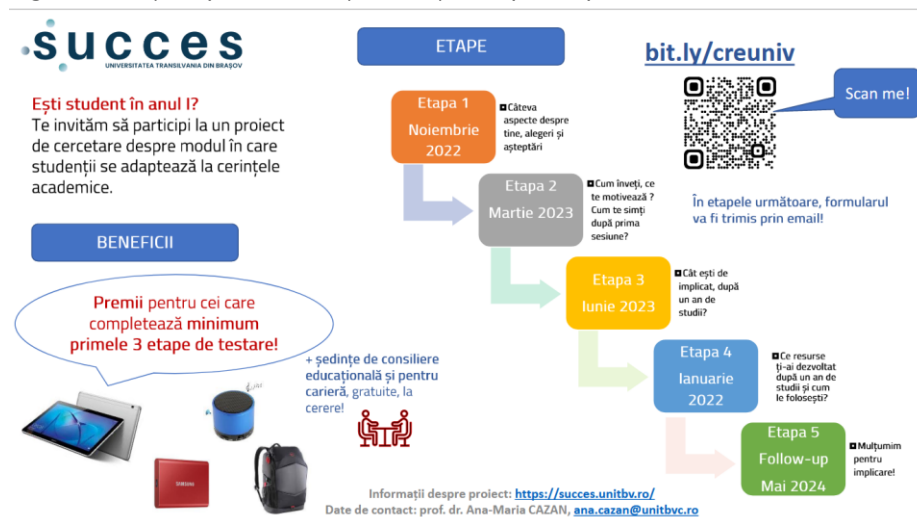 succes
UNIVERSITATEA TRANSILVANIA DIN BRAȘOV
Ești student în anul I?
Te invităm să participi la un proiect
de cercetare despre modul în care
studenții se adaptează la cerințele
academice.
BENEFICII
Premii pentru cei care
completează minimum
primele 3 etape de testare!
+ ședințe de consiliere
educațională și pentru
carieră, gratuite, la
cerere!
SAMSUNG
ETAPE
Etapa 1
Noiembrie
2022
Câteva
aspecte despre
tine, alegeri și
așteptări
Etapa 2
Martie 2023
Cum înveți, ce
te motivează ?
Cum te simți
după prima
sesiune?
Etapa 3
Iunie 2023
Cât ești de
implicat, după
un an de
studii?
Etapa 4
Ianuarie
2022
Ce resurse
ți-ai dezvoltat
după un an de
studii și cum
le folosești?
Etapa 5
Follow-up
Mai 2024
Mulțumim
pentru
implicare!
bit.ly/creuniv
Scan me!
În etapele următoare, formularul
va fi trimis prin email!
Informații despre proiect: https://succes.unitbv.ro/
Date de contact: prof. dr. Ana-Maria CAZAN, ana.cazan@unitbvc.ro